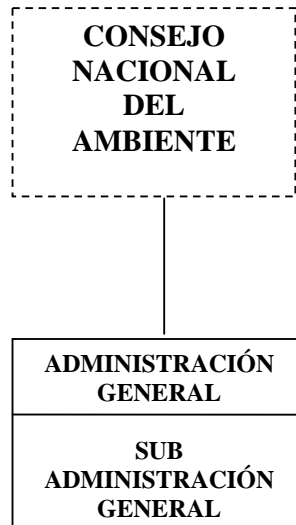 CONSEJO
NACIONAL
DEL
AMBIENTE
ADMINISTRACIÓN
GENERAL
SUB
ADMINISTRACIÓN
GENERAL